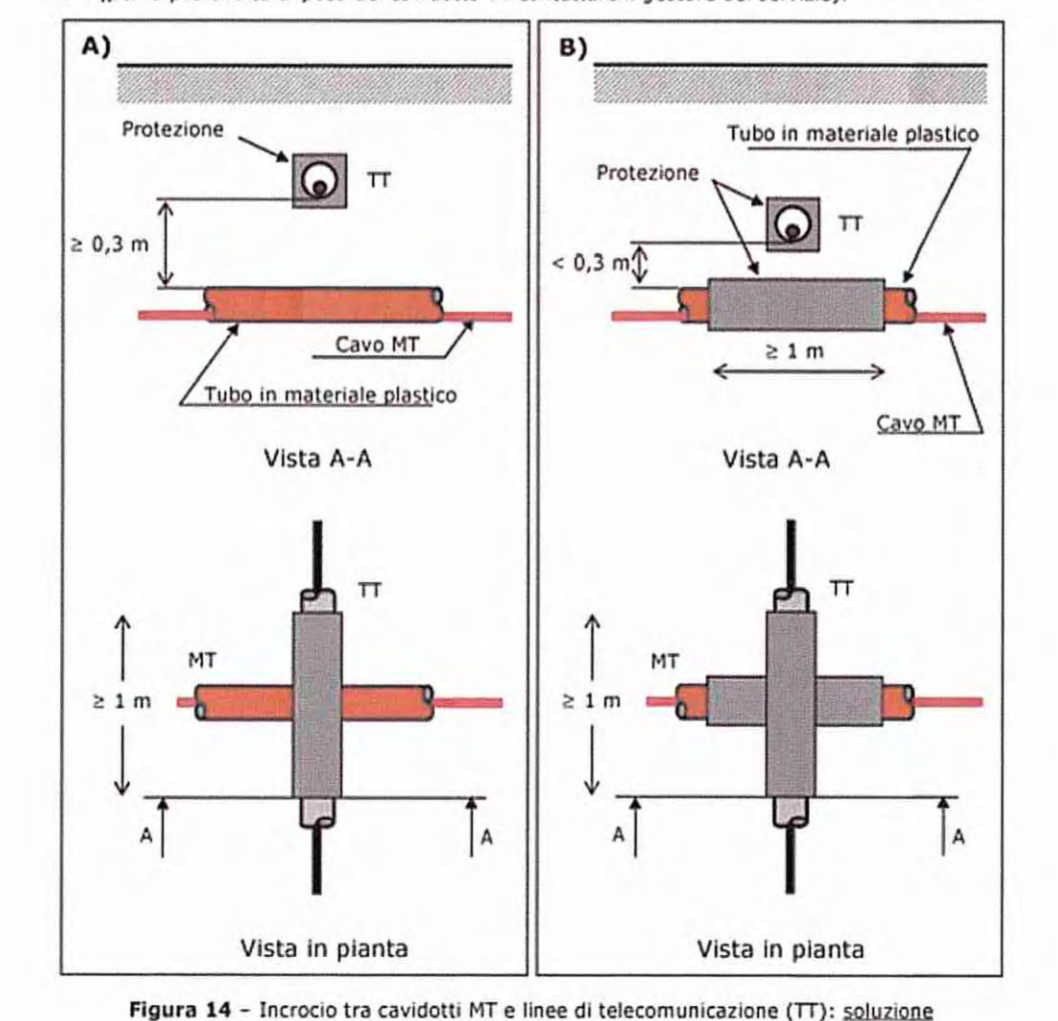 A)
Protezione
TT
≥ 0,3 m
Cavo MT
Tubo in materiale plastico
Vista A-A
TT
MT
≥ 1 m
A
A
Vista in pianta
B)
Tubo in materiale plastico
Protezione
TT
< 0,3 m
≥ 1 m
Cavo MT
Vista A-A
TT
MT
≥ 1 m
A
A
Vista in pianta
Figura 14 – Incrocio tra cavidotti MT e linee di telecomunicazione (TT): soluzione